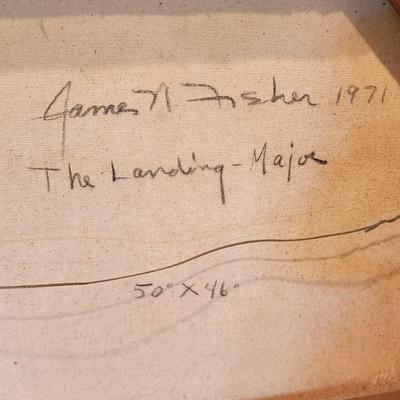 James N. Fisher 1971
The Landing-Major
50" X 46"